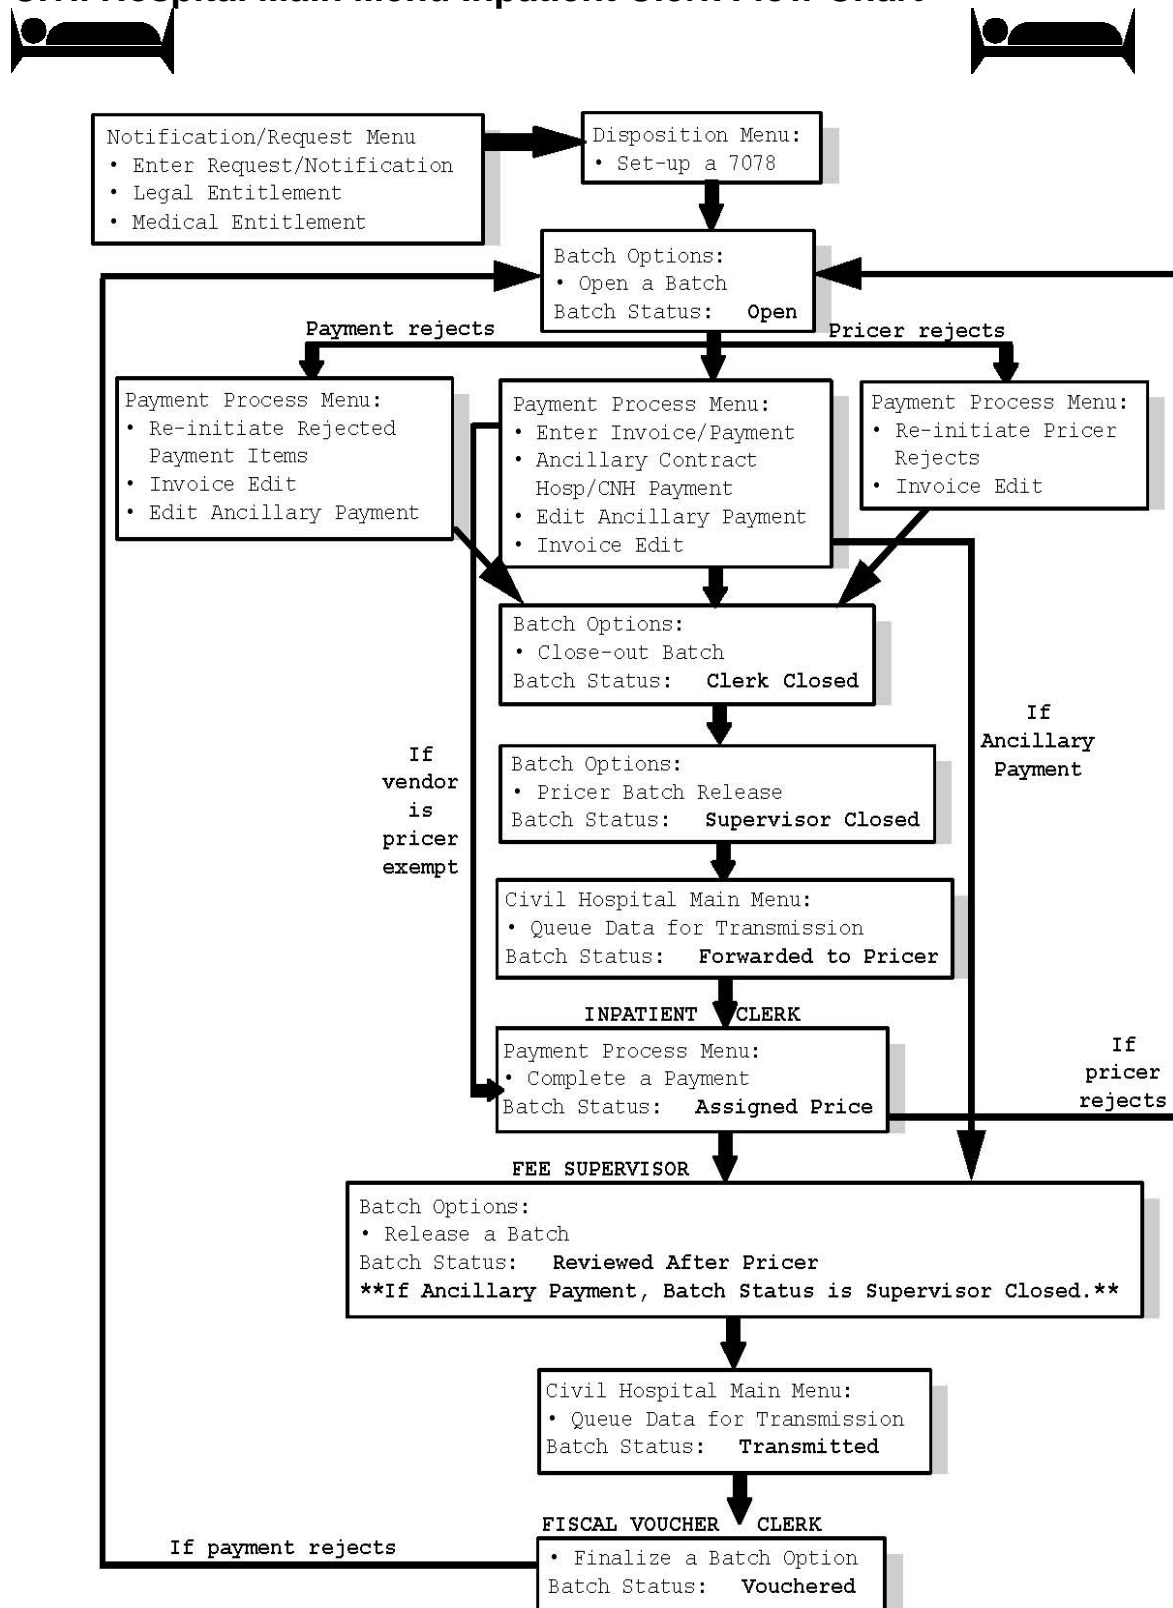 Civil Hospital Main Menu Inpatient Clerk Flow Chart
Notification/Request Menu
• Enter Request/Notification
• Legal Entitlement
• Medical Entitlement
Disposition Menu:
• Set-up a 7078
Batch Options:
• Open a Batch
Batch Status: Open
Payment rejects
Pricer rejects
Payment Process Menu:
• Re-initiate Rejected
Payment Items
• Invoice Edit
• Edit Ancillary Payment
Payment Process Menu:
• Enter Invoice/Payment
• Ancillary Contract
Hosp/CNH Payment
• Edit Ancillary Payment
• Invoice Edit
Payment Process Menu:
• Re-initiate Pricer
Rejects
• Invoice Edit
Batch Options:
• Close-out Batch
Batch Status: Clerk Closed
If
vendor
is
pricer
exempt
If
Ancillary
Payment
Batch Options:
• Pricer Batch Release
Batch Status: Supervisor Closed
Civil Hospital Main Menu:
• Queue Data for Transmission
Batch Status: Forwarded to Pricer
INPATIENT CLERK
Payment Process Menu:
• Complete a Payment
Batch Status: Assigned Price
If
pricer
rejects
FEE SUPERVISOR
Batch Options:
• Release a Batch
Batch Status: Reviewed After Pricer
**If Ancillary Payment, Batch Status is Supervisor Closed.**
Civil Hospital Main Menu:
• Queue Data for Transmission
Batch Status: Transmitted
FISCAL VOUCHER CLERK
If payment rejects
• Finalize a Batch Option
Batch Status: Vouchered